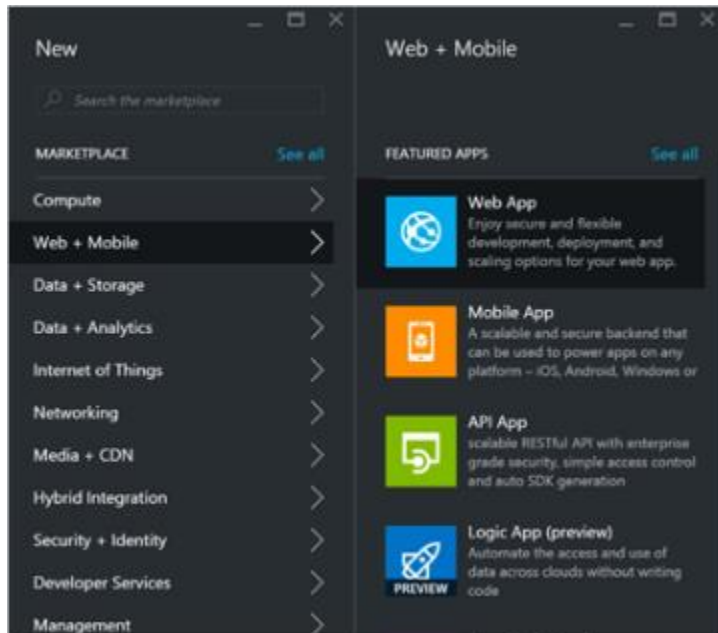 New
Search the marketplace
MARKETPLACE See all
Compute
Web + Mobile
Data + Storage
Data + Analytics
Internet of Things
Networking
Media + CDN
Hybrid Integration
Security + Identity
Developer Services
Management
Web + Mobile
FEATURED APPS See all
Web App
Enjoy secure and flexible
development, deployment, and
scaling options for your web app.
Mobile App
A scalable and secure backend that
can be used to power apps on any
platform – iOS, Android, Windows or
API App
scalable RESTful API with enterprise
grade security, simple access control
and auto SDK generation
Logic App (preview)
Automate the access and use of
data across clouds without writing
code
PREVIEW